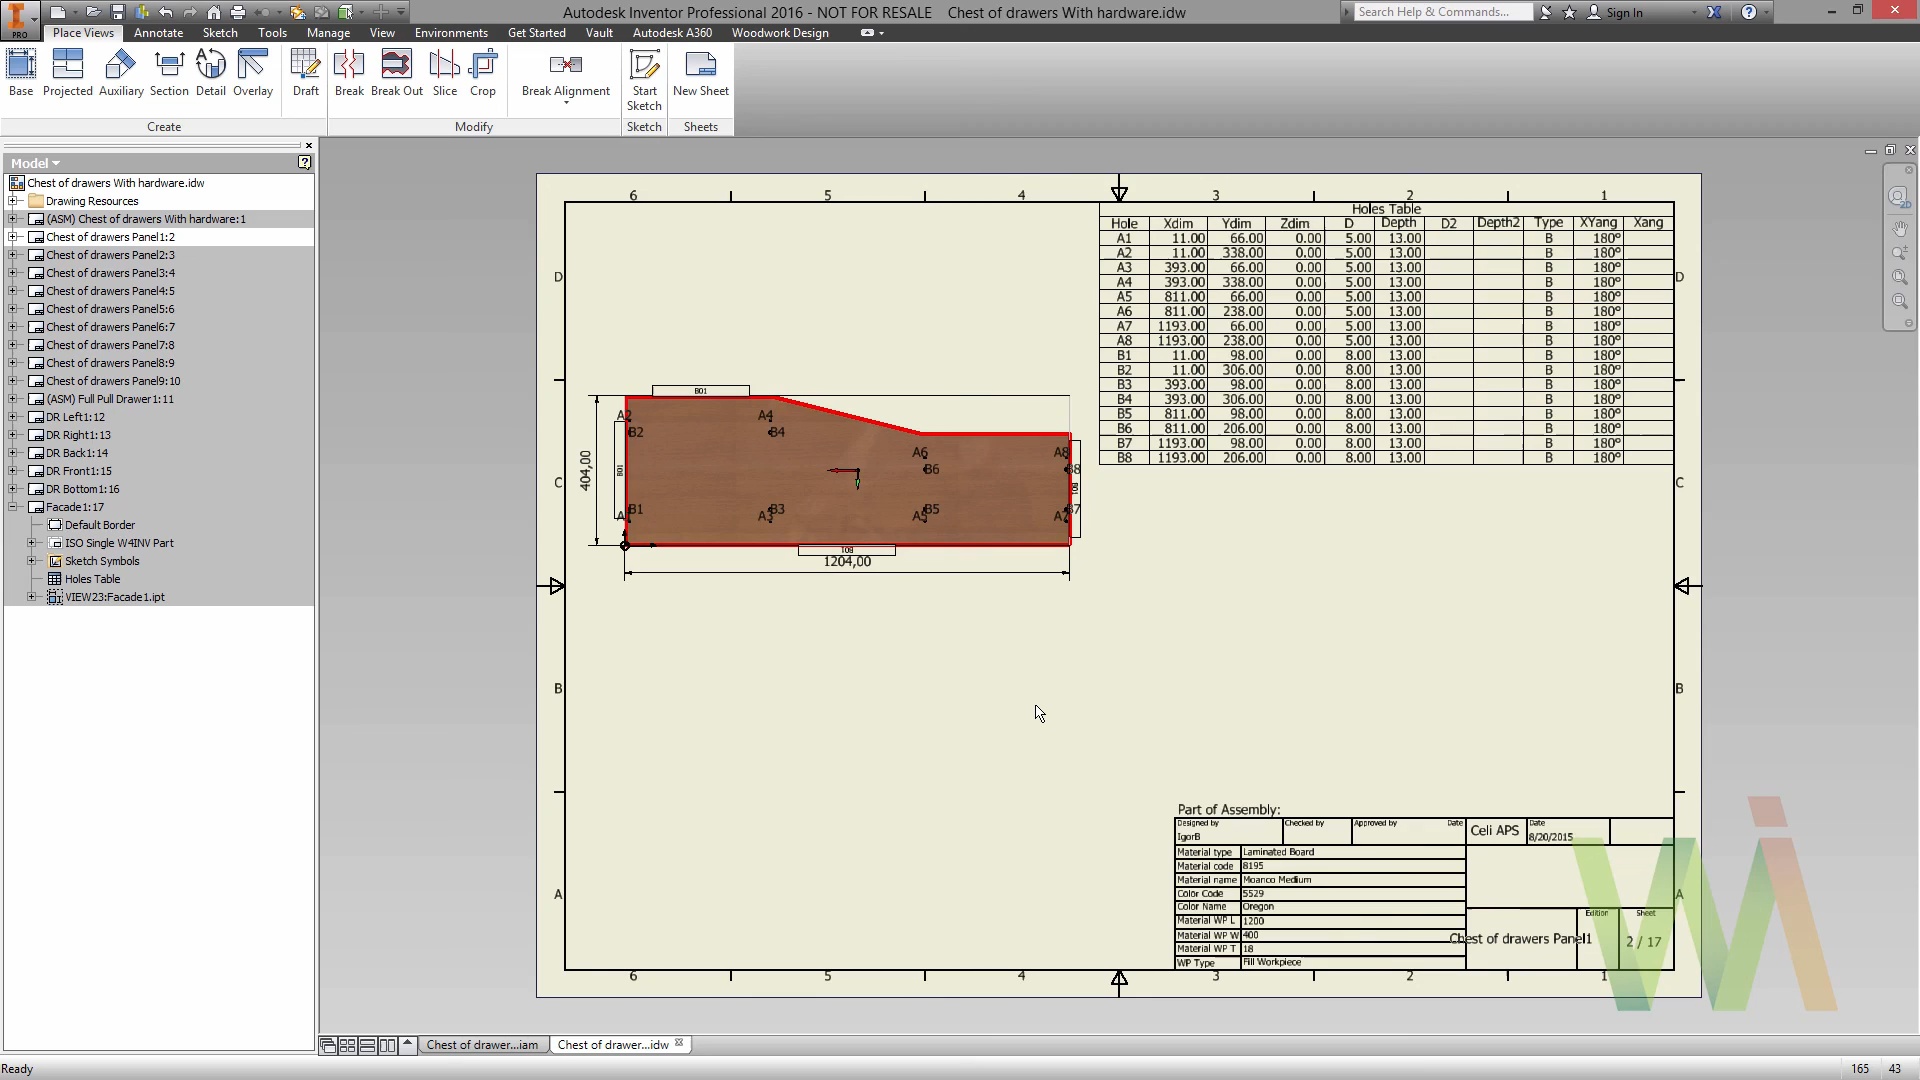 Autodesk Inventor Professional 2016 - NOT FOR RESALE Chest of drawers With hardware.idw
Search Help & Commands...
Sign In
PRO
Place Views Annotate Sketch Tools Manage View Environments Get Started Vault Autodesk A360 Woodwork Design
Base Projected Auxiliary Section Detail Overlay Draft Break Break Out Slice Crop Break Alignment Start Sketch New Sheet
Create Modify Sketch Sheets
Model
Chest of drawers With hardware.idw
Drawing Resources
(ASM) Chest of drawers With hardware:1
Chest of drawers Panel1:2
Chest of drawers Panel2:3
Chest of drawers Panel3:4
Chest of drawers Panel4:5
Chest of drawers Panel5:6
Chest of drawers Panel6:7
Chest of drawers Panel7:8
Chest of drawers Panel8:9
Chest of drawers Panel9:10
(ASM) Full Pull Drawer1:11
DR Left1:12
DR Right1:13
DR Back1:14
DR Front1:15
DR Bottom1:16
Facade1:17
Default Border
ISO Single W4INV Part
Sketch Symbols
Holes Table
VIEW23:Facade1.ipt
6 5 4 3 2 1
D
C
B
A
Holes Table
Hole Xdim Ydim Zdim D Depth D2 Depth2 Type XYang Xang
A1 11.00 66.00 0.00 5.00 13.00 B 180°
A2 11.00 338.00 0.00 5.00 13.00 B 180°
A3 393.00 66.00 0.00 5.00 13.00 B 180°
A4 393.00 338.00 0.00 5.00 13.00 B 180°
A5 811.00 66.00 0.00 5.00 13.00 B 180°
A6 811.00 238.00 0.00 5.00 13.00 B 180°
A7 1193.00 66.00 0.00 5.00 13.00 B 180°
A8 1193.00 238.00 0.00 5.00 13.00 B 180°
B1 11.00 98.00 0.00 8.00 13.00 B 180°
B2 11.00 306.00 0.00 8.00 13.00 B 180°
B3 393.00 98.00 0.00 8.00 13.00 B 180°
B4 393.00 306.00 0.00 8.00 13.00 B 180°
B5 811.00 98.00 0.00 8.00 13.00 B 180°
B6 811.00 206.00 0.00 8.00 13.00 B 180°
B7 1193.00 98.00 0.00 8.00 13.00 B 180°
B8 1193.00 206.00 0.00 8.00 13.00 B 180°
D
C
B
A
B01
A2 A4
B2 B4
A6 A8
B6 B8
404,00
B01
B01
B1 B3 B5 B7
A3 A5 A7
B01
1204,00
Part of Assembly:
Designed by Checked by Approved by Date Date
IgorB Celi APS 8/20/2015
Material type Laminated Board
Material code 8195
Material name Moanco Medium
Color Code 5529
Color Name Oregon
Material WP L 1200
Material WP W 400
Material WP T 18
WP Type Fill Workpiece
Edition Sheet
Chest of drawers Panel1 2 / 17
6 5 4 3 2 1
Chest of drawer...iam Chest of drawer...idw
Ready 165 43